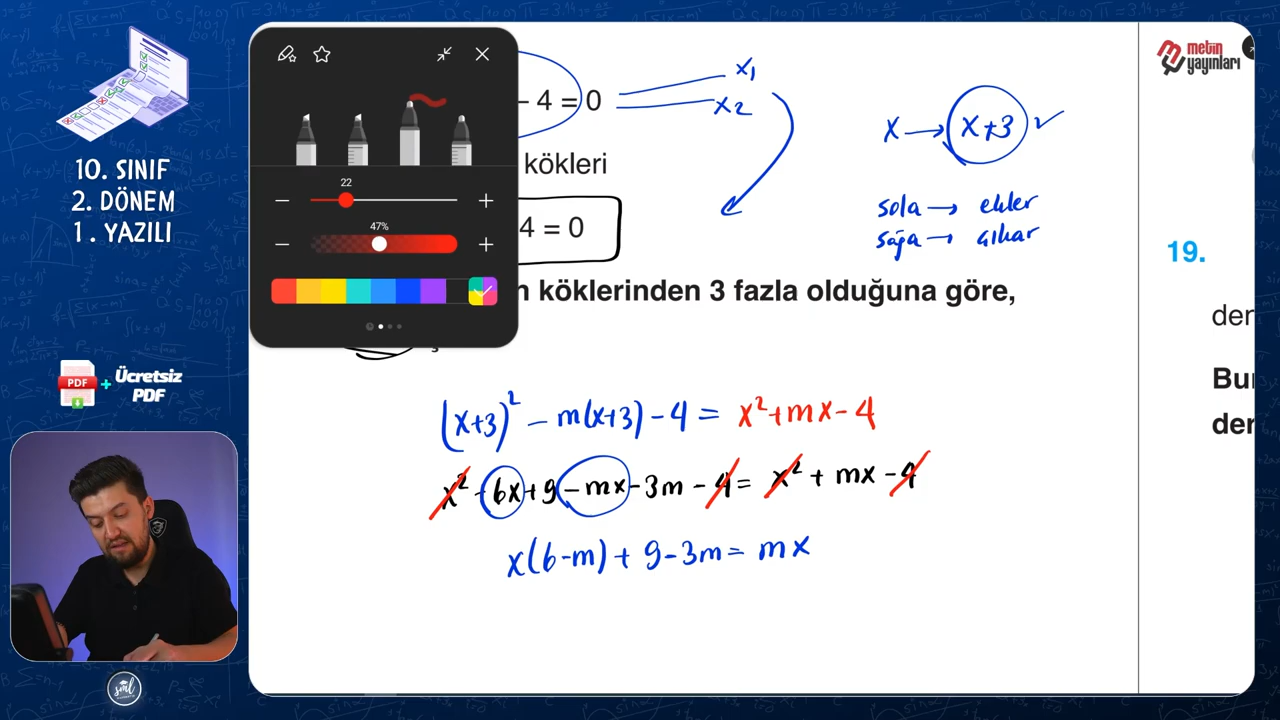 10. SINIF
2. DÖNEM
1. YAZILI
PDF
+ Ücretsiz
PDF
22
47%
- 4 = 0
x₁
x₂
kökleri
4 = 0
n köklerinden 3 fazla olduğuna göre,
x → x+3 ✓
sola → ekler
sağa → çıkar
(x+3)² - m(x+3) - 4 = x² + mx - 4
x² - 6x + 9 - mx - 3m - 4 = x² + mx - 4
x(6-m) + 9 - 3m = mx
metin
yayınları
19.
der
Bu
der
sml